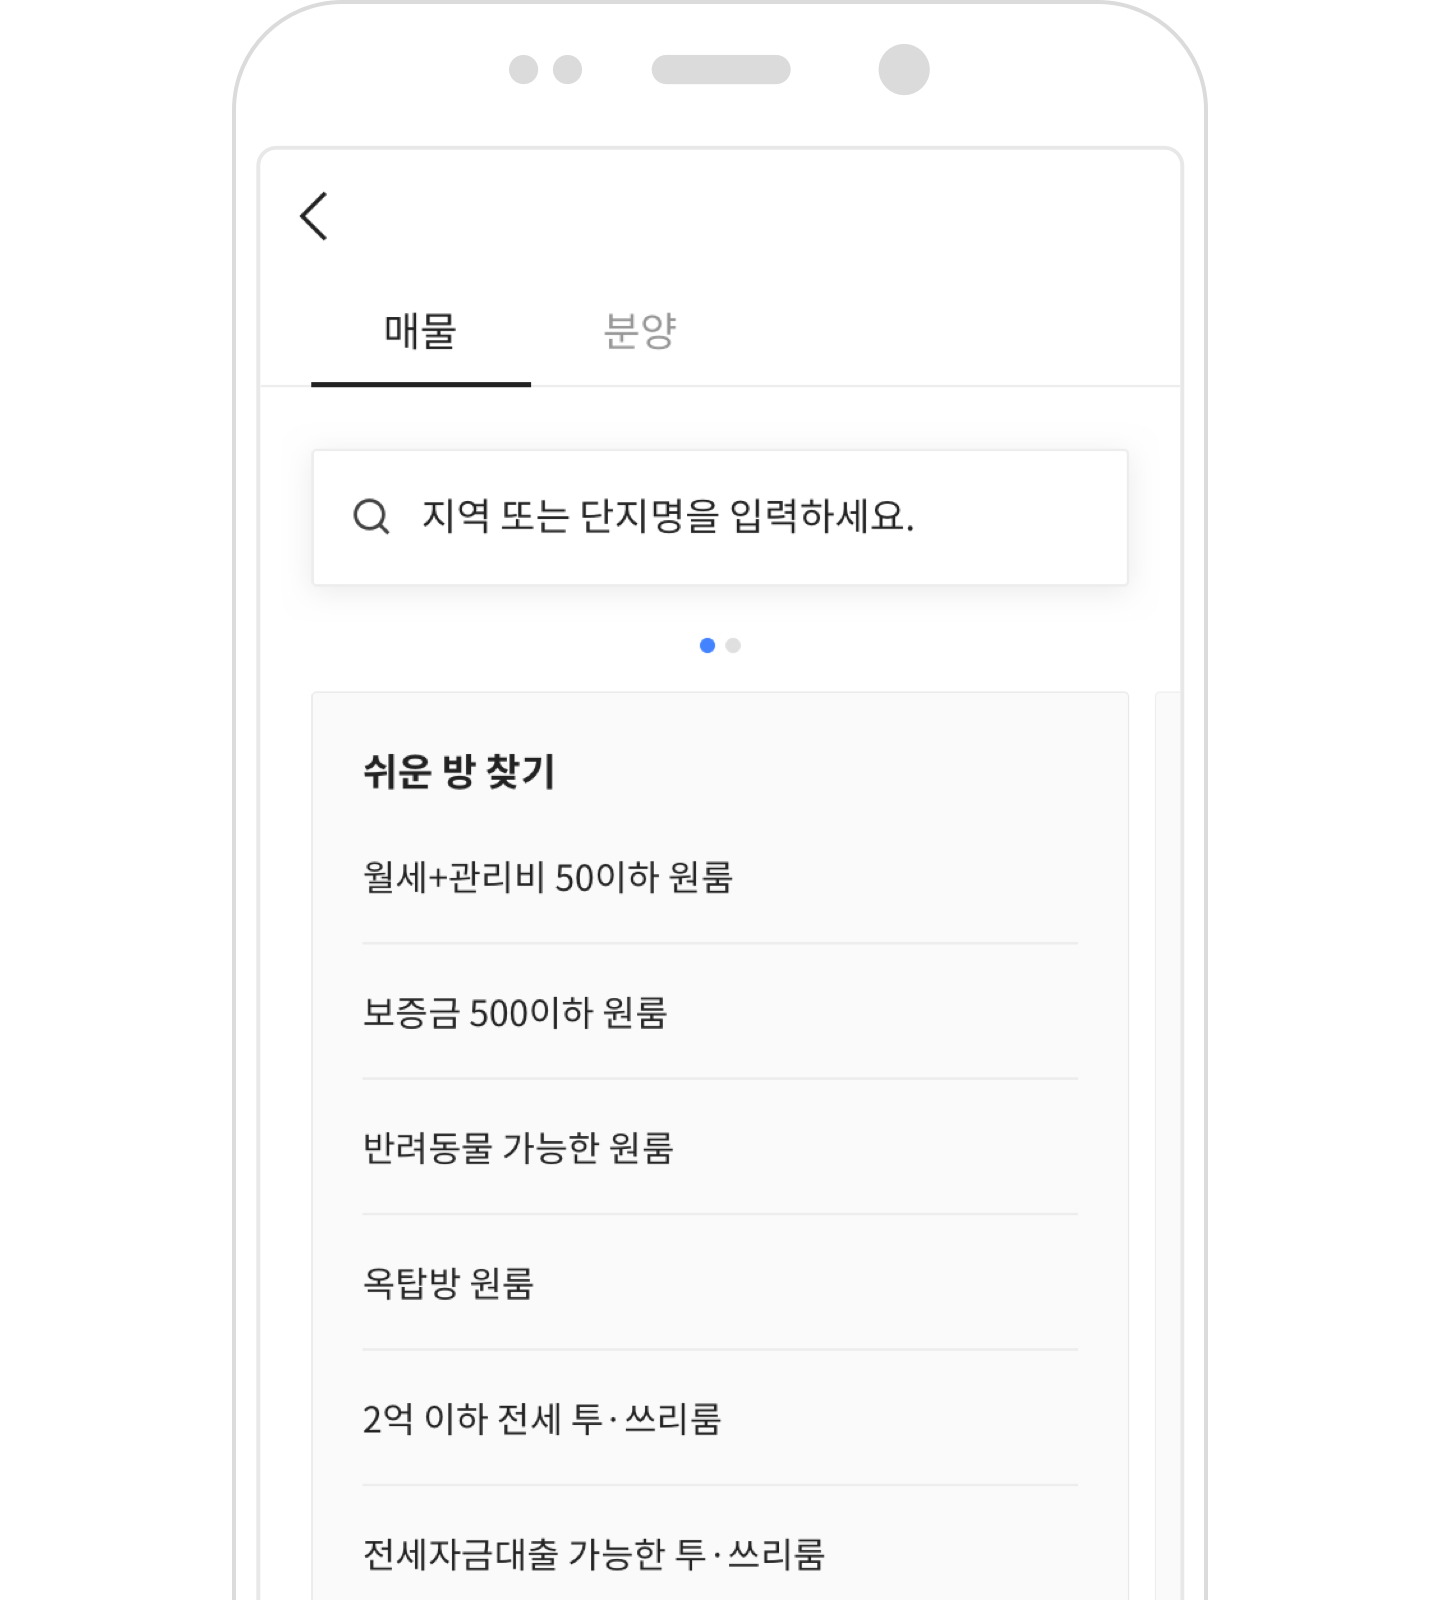 매물 분양
지역 또는 단지명을 입력하세요.
쉬운 방 찾기
월세+관리비 50이하 원룸
보증금 500이하 원룸
반려동물 가능한 원룸
옥탑방 원룸
2억 이하 전세 투·쓰리룸
전세자금대출 가능한 투·쓰리룸